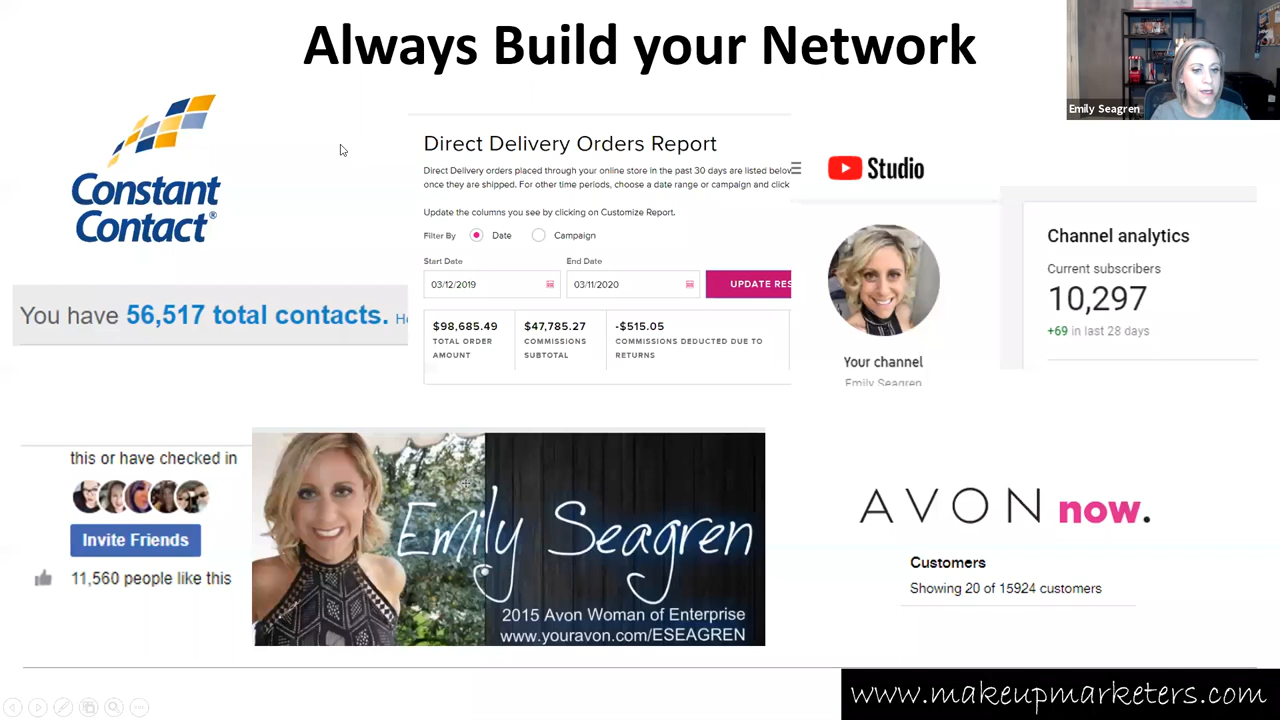 Always Build your Network
Emily Seagren
Constant
Contact®
You have 56,517 total contacts.
Direct Delivery Orders Report
Direct Delivery orders placed through your online store in the past 30 days are listed below
once they are shipped. For other time periods, choose a date range or campaign and click
Update the columns you see by clicking on Customize Report.
Filter By Date Campaign
Start Date End Date
03/12/2019 03/11/2020 UPDATE RES
$98,685.49 $47,785.27 -$515.05
TOTAL ORDER COMMISSIONS COMMISSIONS DEDUCTED DUE TO
AMOUNT SUBTOTAL RETURNS
Studio
Your channel
Emily Seagren
Channel analytics
Current subscribers
10,297
+69 in last 28 days
this or have checked in
Invite Friends
11,560 people like this
Emily Seagren
2015 Avon Woman of Enterprise
www.youravon.com/ESEAGREN
AVON now.
Customers
Showing 20 of 15924 customers
www.makeupmarketers.com